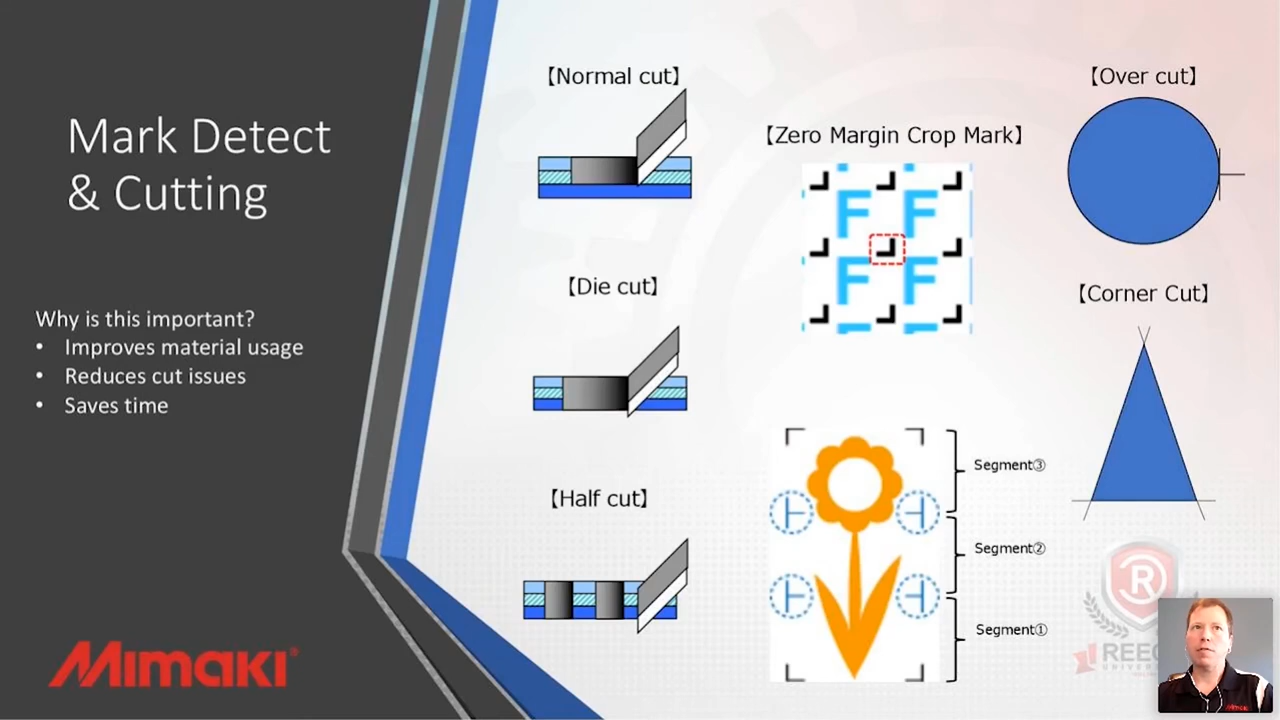 Mark Detect
& Cutting
Why is this important?
• Improves material usage
• Reduces cut issues
• Saves time
Mimaki®
【Normal cut】
【Die cut】
【Half cut】
【Zero Margin Crop Mark】
F F
F F
Segment③
Segment②
Segment①
【Over cut】
【Corner Cut】
R